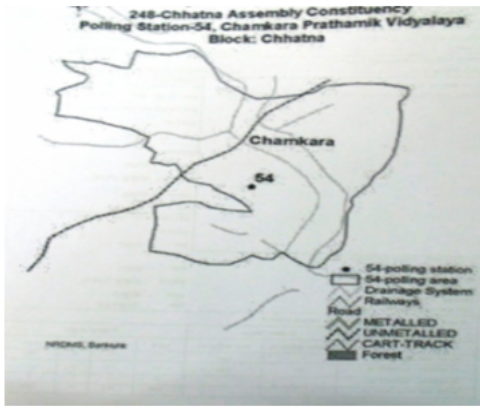 248-Chhatna Assembly Constituency
Polling Station-54, Chamkara Prathamik Vidyalaya
Block: Chhatna
Chamkara
54
54-polling station
54-polling area
Drainage System
Railways
Road
METALLED
UNMETALLED
CART-TRACK
Forest
NRDMS, Bankura